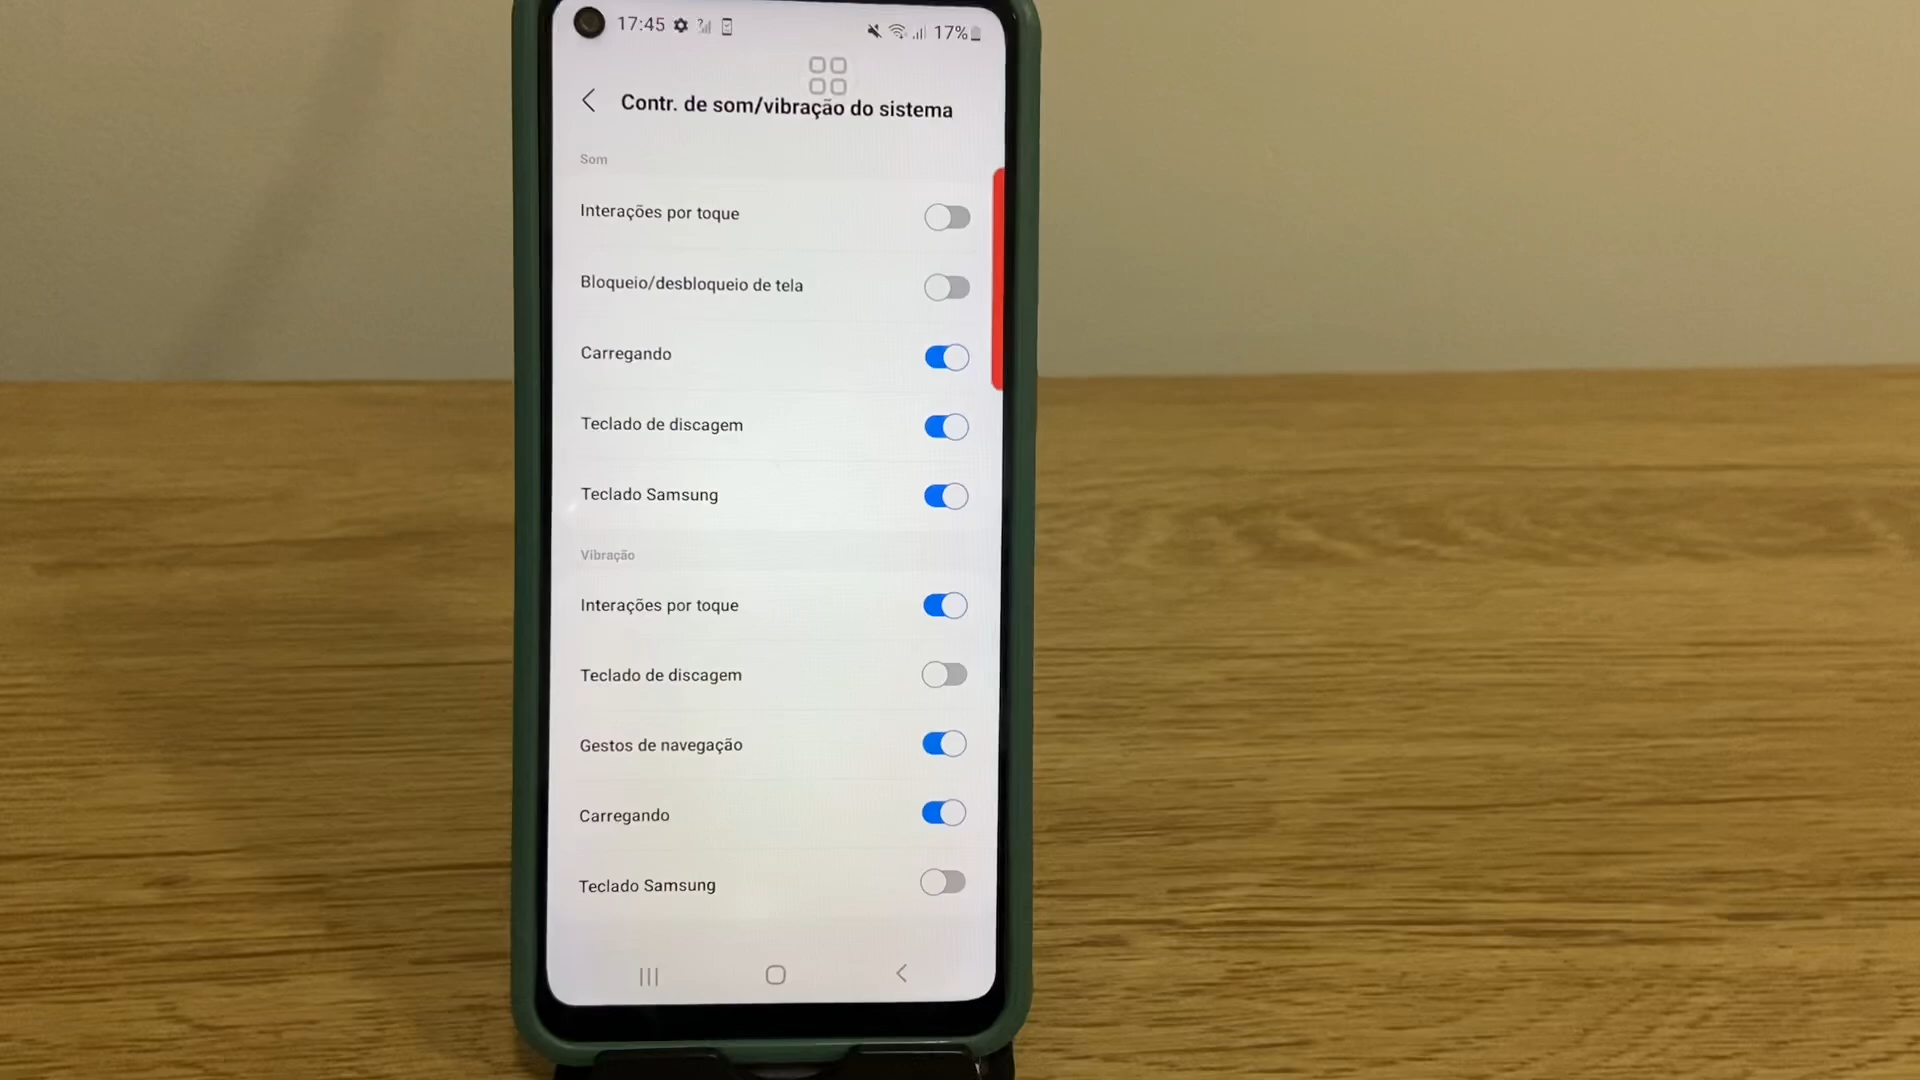 17:45
17%
Contr. de som/vibração do sistema
Som
Interações por toque
Bloqueio/desbloqueio de tela
Carregando
Teclado de discagem
Teclado Samsung
Vibração
Interações por toque
Teclado de discagem
Gestos de navegação
Carregando
Teclado Samsung